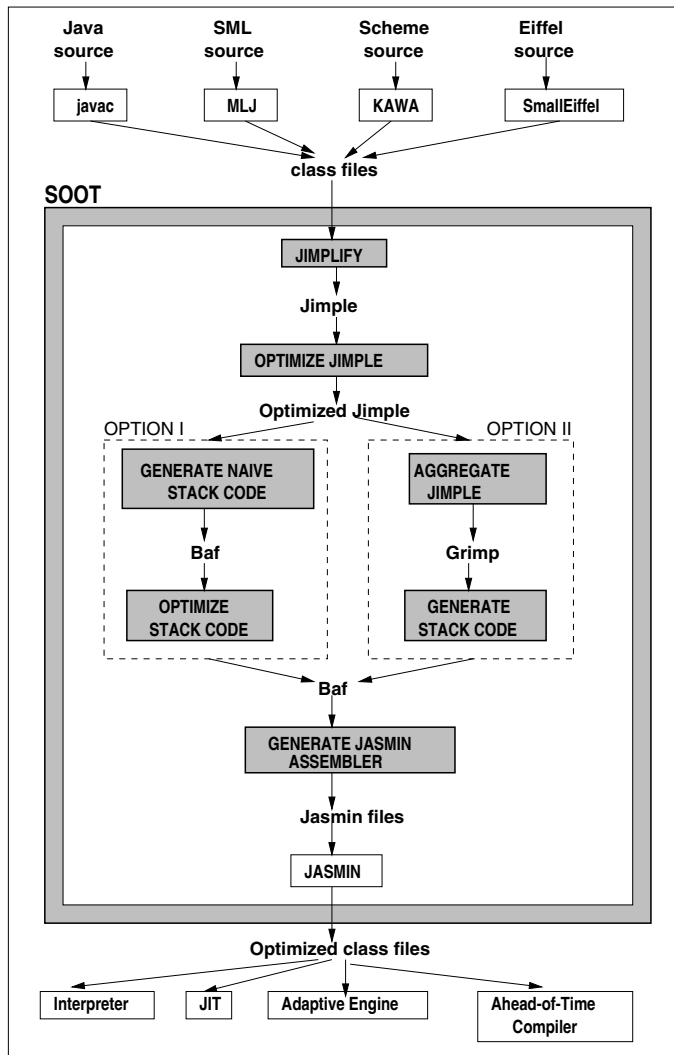 Java source
SML source
Scheme source
Eiffel source
javac
MLJ
KAWA
SmallEiffel
class files
SOOT
JIMPLIFY
Jimple
OPTIMIZE JIMPLE
Optimized Jimple
OPTION I
OPTION II
GENERATE NAIVE
STACK CODE
AGGREGATE
JIMPLE
Baf
Grimp
OPTIMIZE
STACK CODE
GENERATE
STACK CODE
Baf
GENERATE JASMIN
ASSEMBLER
Jasmin files
JASMIN
Optimized class files
Interpreter
JIT
Adaptive Engine
Ahead-of-Time
Compiler